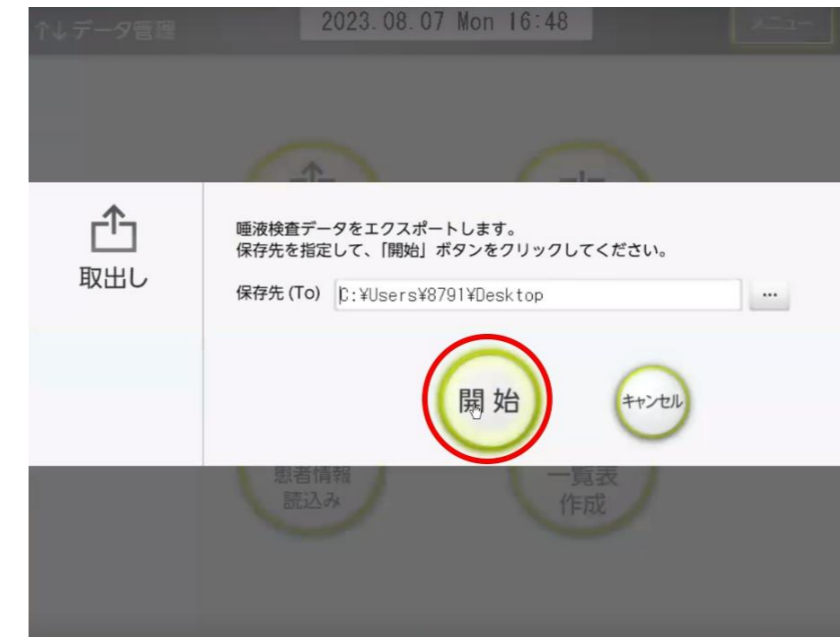 ↑↓データ管理
2023.08.07 Mon 16:48
メニュー
取出し
唾液検査データをエクスポートします。
保存先を指定して、「開始」ボタンをクリックしてください。
保存先 (To)
C:¥Users¥8791¥Desktop
...
開始
キャンセル
患者情報
読込み
一覧表
作成